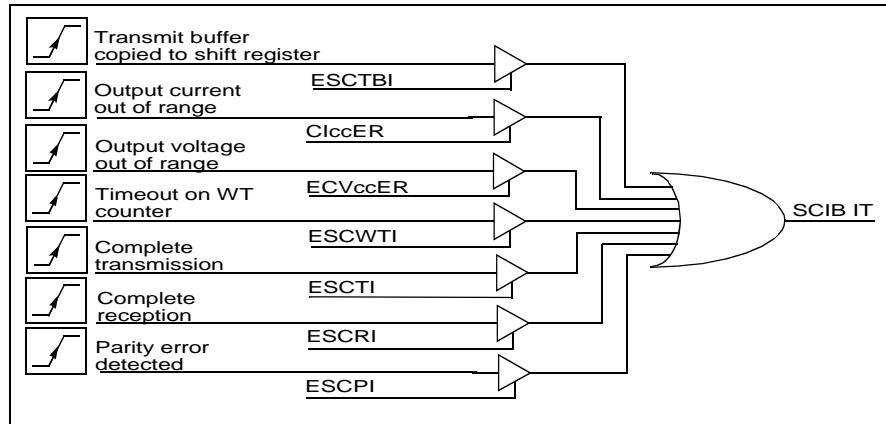 Transmit buffer
copied to shift register
ESCTBI
Output current
out of range
CIccER
Output voltage
out of range
ECVccER
Timeout on WT
counter
ESCWTI
Complete
transmission
ESCTI
Complete
reception
ESCRI
Parity error
detected
ESCPI
SCIB IT